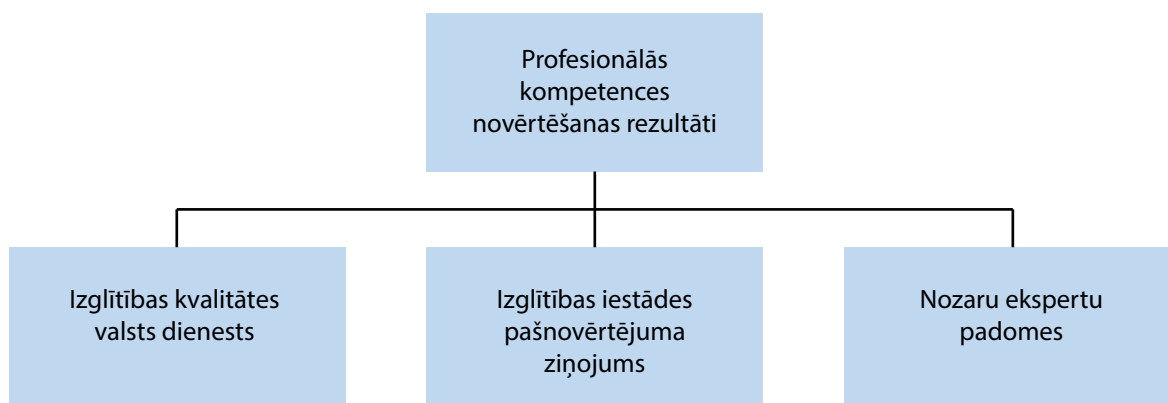 Profesionālās
kompetences
novērtēšanas rezultāti
Izglītības kvalitātes
valsts dienests
Izglītības iestādes
pašnovērtējuma
ziņojums
Nozaru ekspertu
padomes